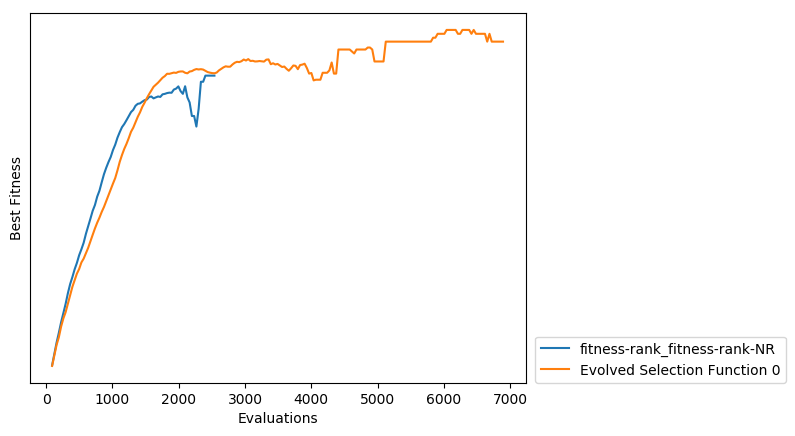 Best Fitness
0 1000 2000 3000 4000 5000 6000 7000
Evaluations
fitness-rank_fitness-rank-NR
Evolved Selection Function 0